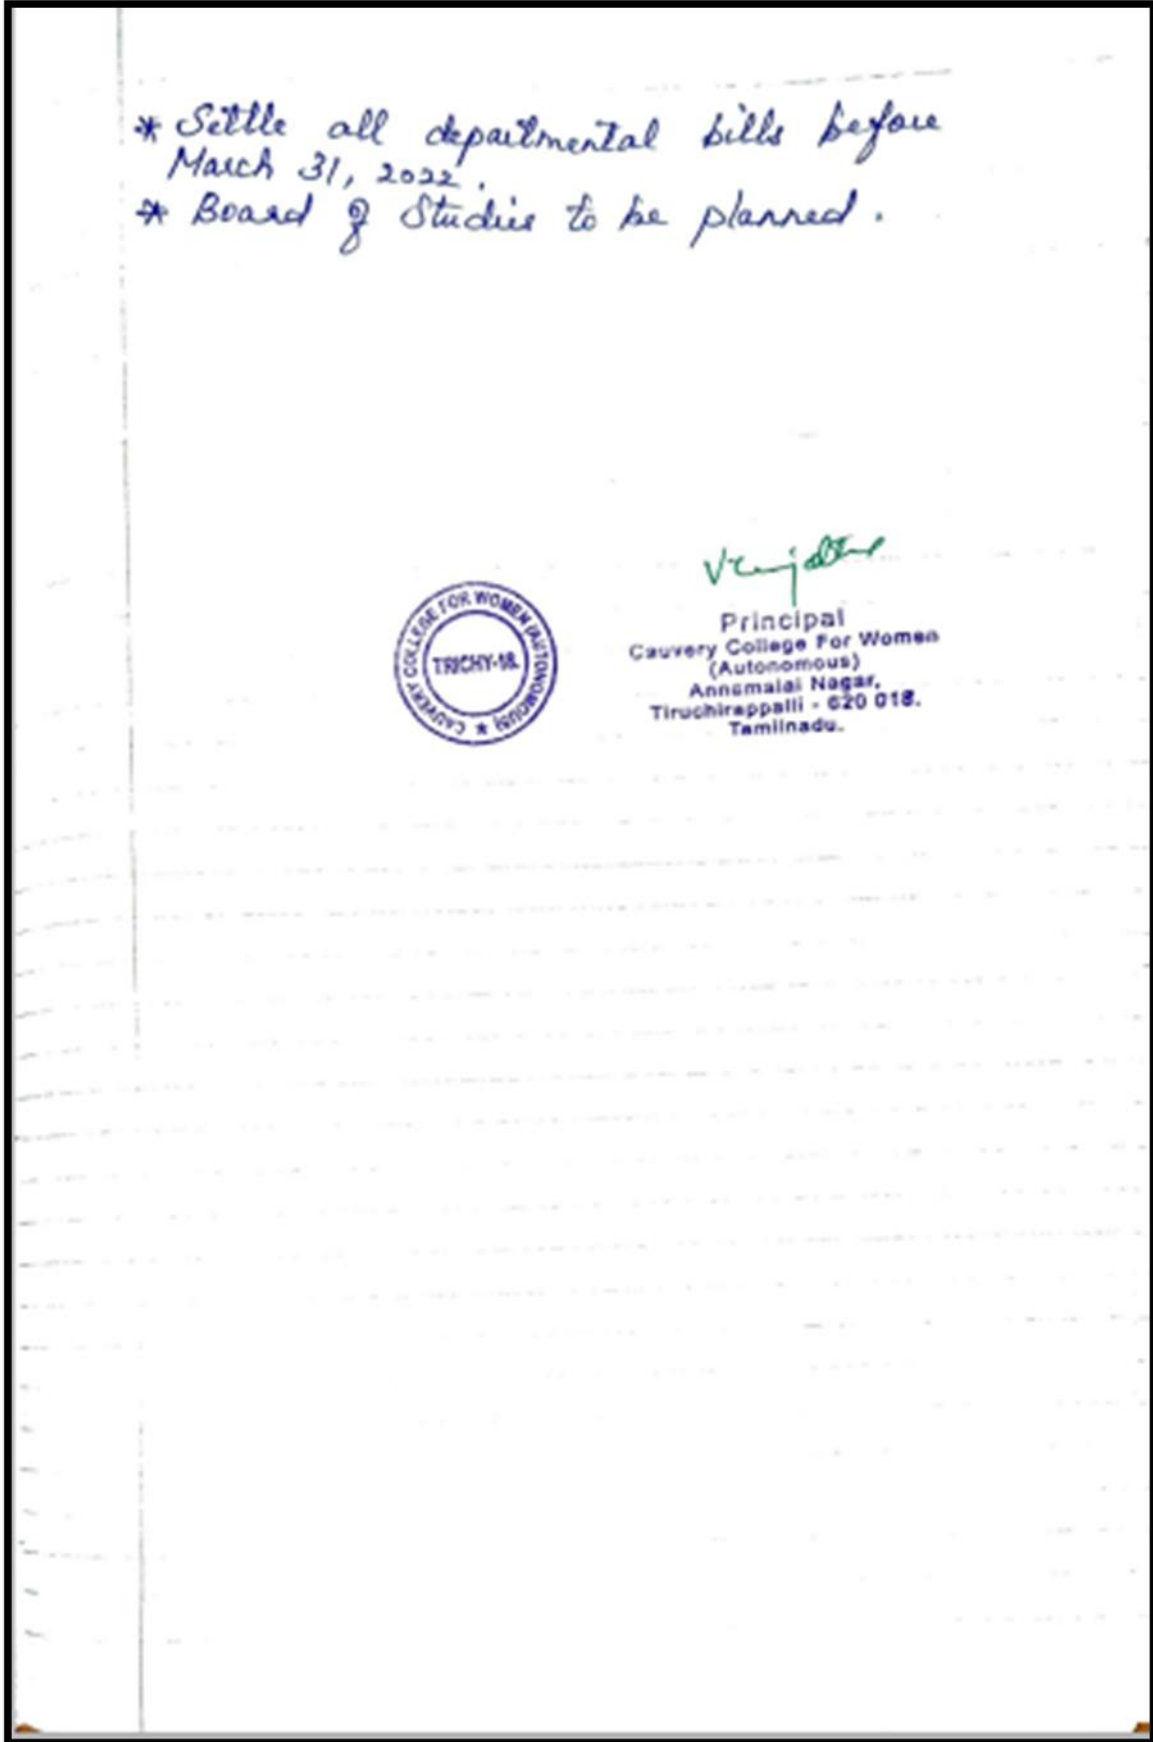 * Settle all departmental bills before
March 31, 2022.
* Board of Studies to be planned.
CAUVERY COLLEGE FOR WOMEN (AUTONOMOUS) ★
TRICHY-18.
Principal
Cauvery College For Women
(Autonomous)
Annamalai Nagar,
Tiruchirappalli - 620 018.
Tamilnadu.